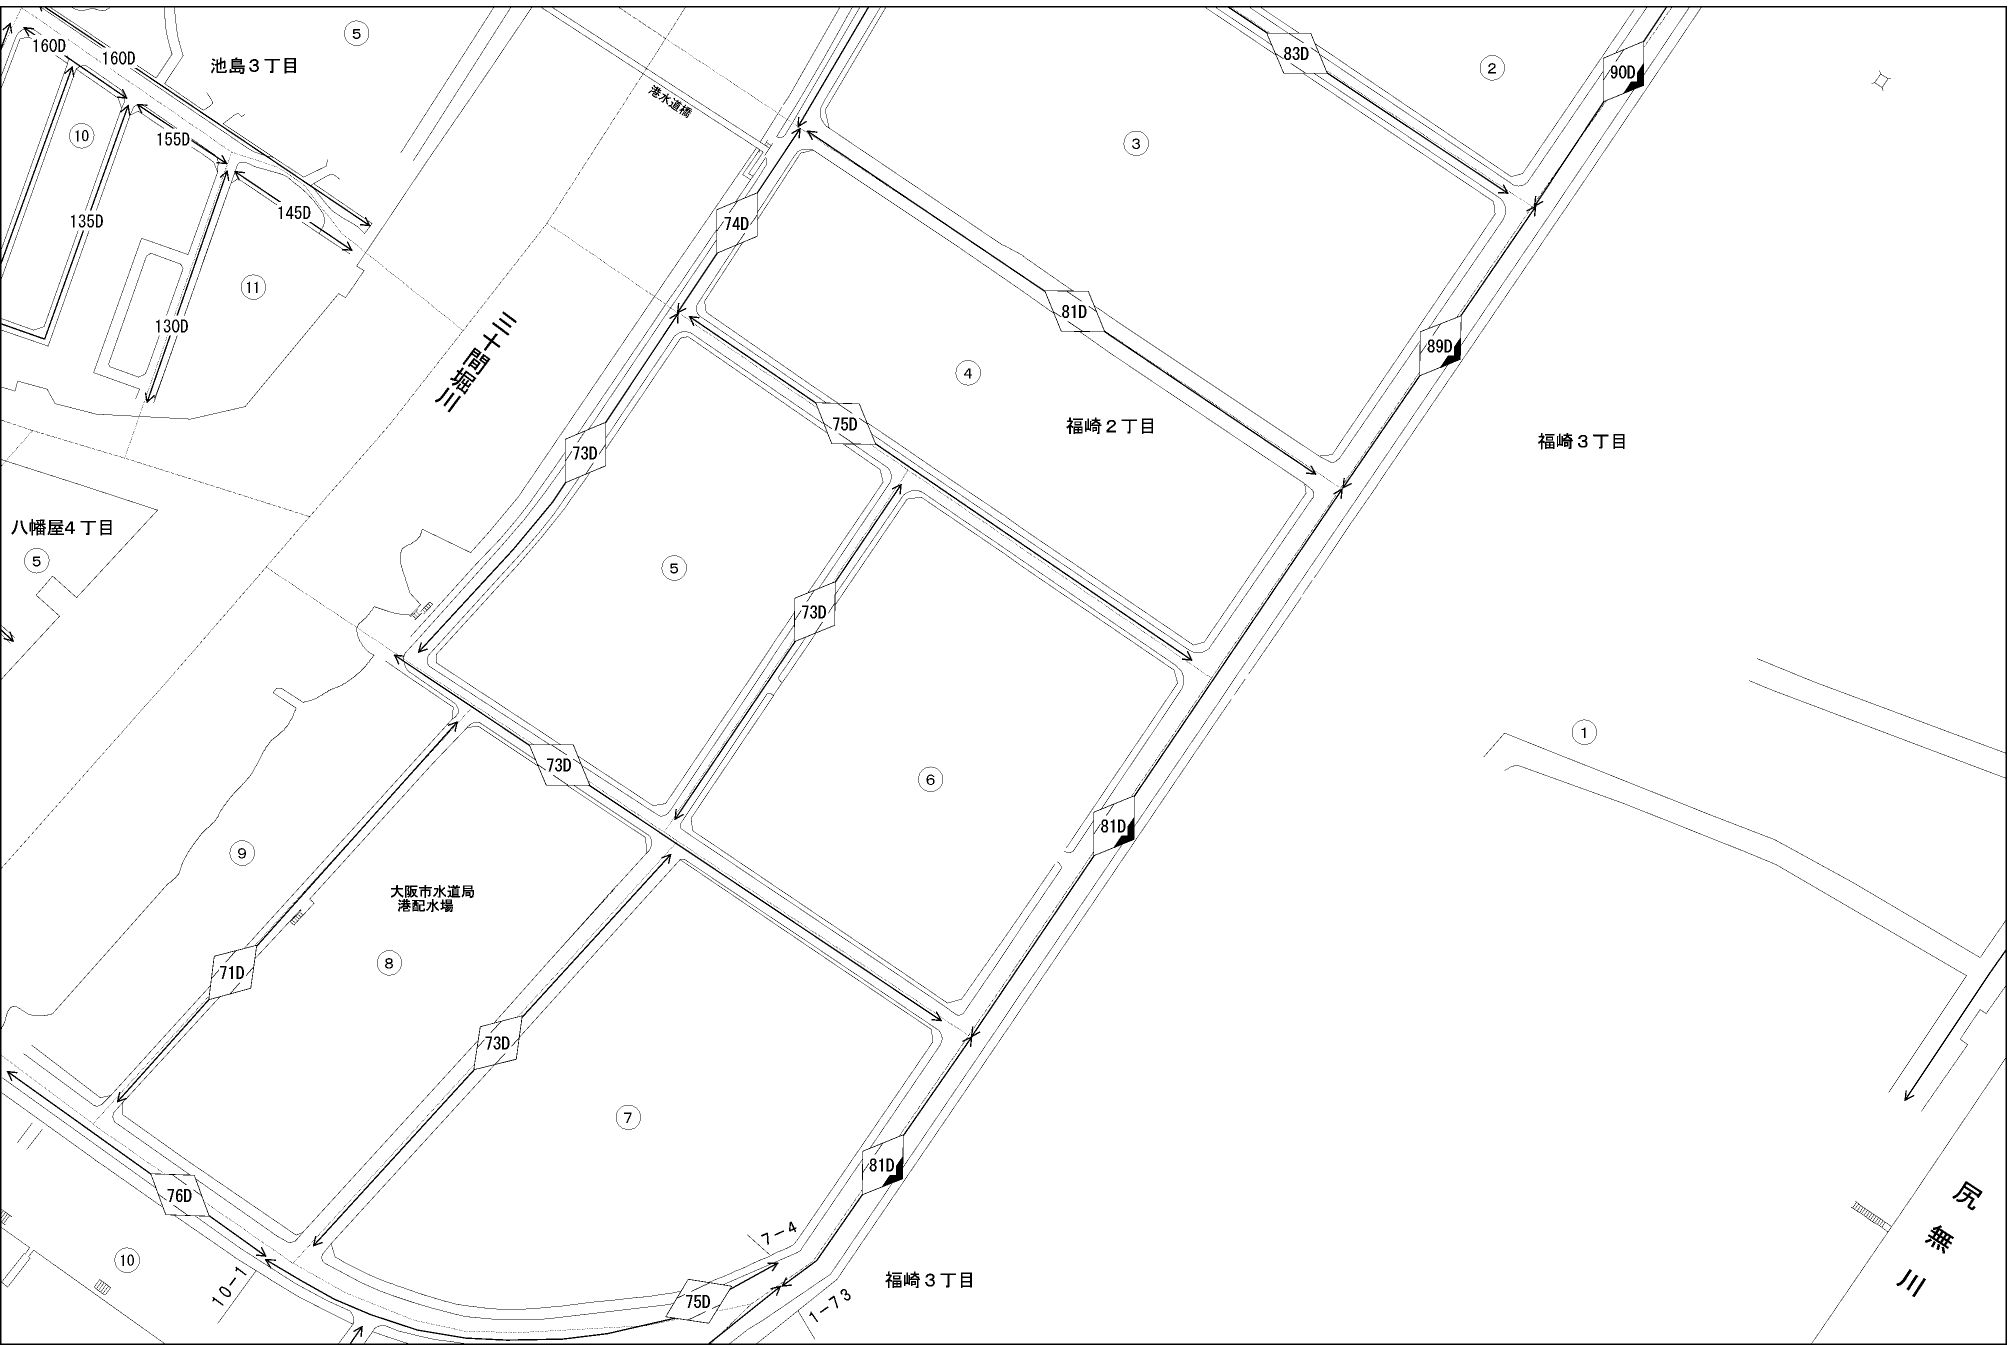 5
160D
160D
池島3丁目
83D
2
90D
港水道橋
10
155D
3
135D
145D
74D
11
130D
81D
89D
三十間堀川
4
75D
福崎2丁目
福崎3丁目
73D
八幡屋4丁目
5
5
73D
1
73D
6
81D
9
大阪市水道局
港配水場
8
71D
73D
7
81D
76D
尻無川
7-4
10
10-1
福崎3丁目
75D
1-73